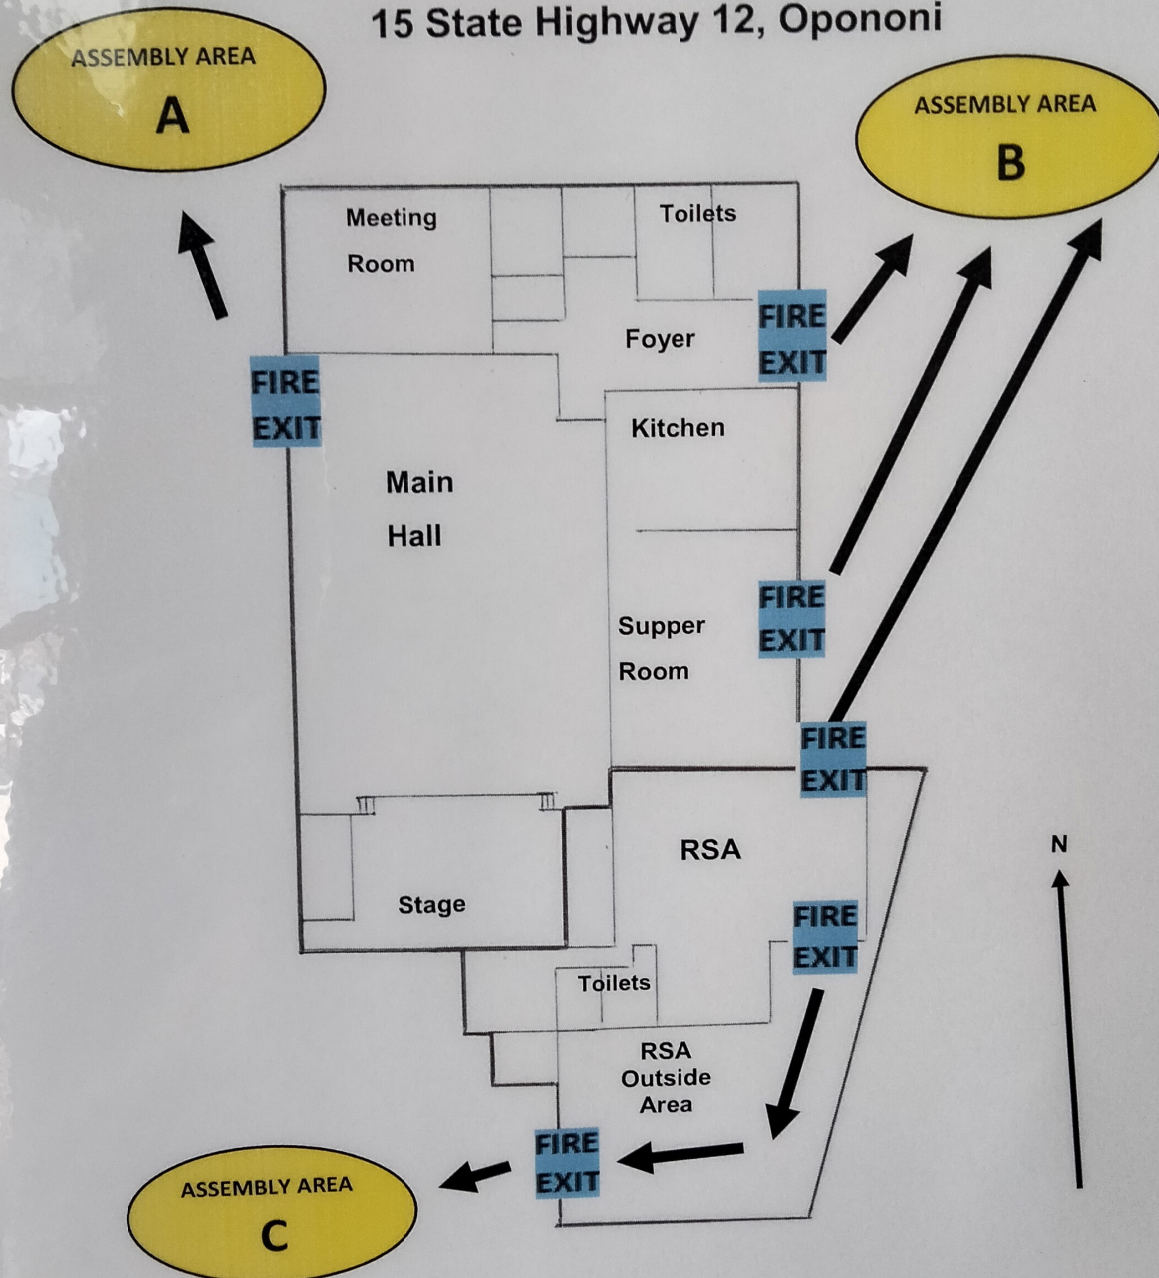 15 State Highway 12, Opononi
ASSEMBLY AREA
A
ASSEMBLY AREA
B
Meeting
Room
Toilets
FIRE
EXIT
Foyer
FIRE
EXIT
Kitchen
Main
Hall
FIRE
EXIT
Supper
Room
FIRE
EXIT
RSA
N
Stage
FIRE
EXIT
Toilets
RSA
Outside
Area
FIRE
EXIT
ASSEMBLY AREA
C